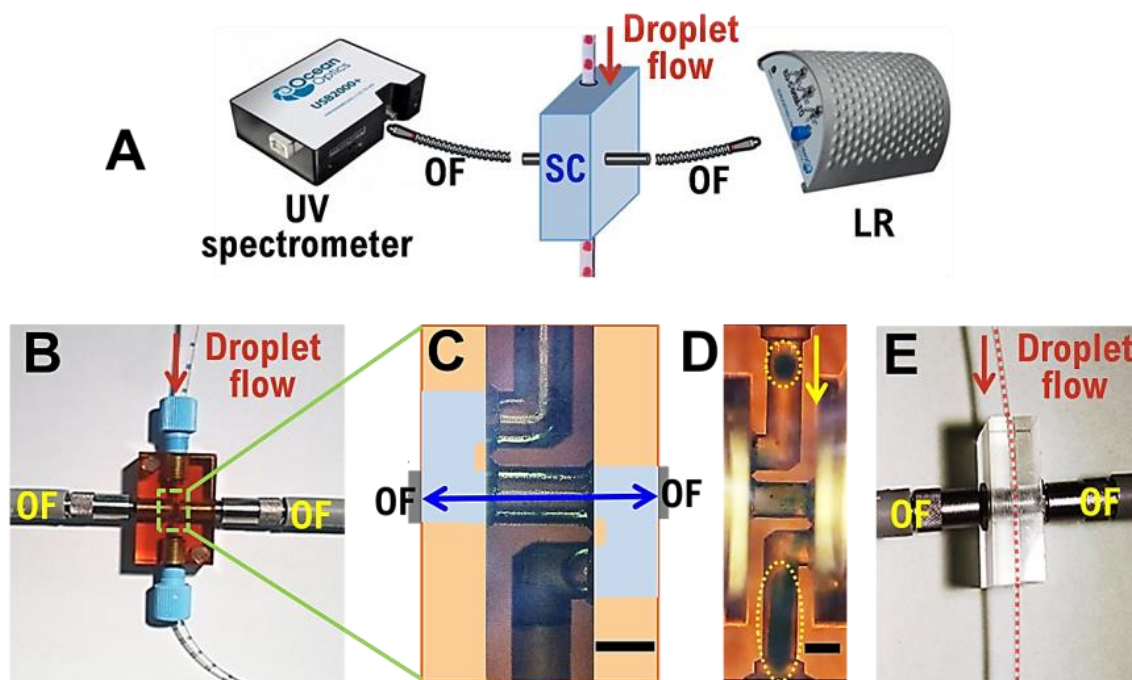 A
Ocean
Optics
USB2000+
UV
spectrometer
OF
SC
Droplet
flow
OF
LR
B
Droplet
flow
OF
OF
C
OF
OF
D
E
Droplet
flow
OF
OF